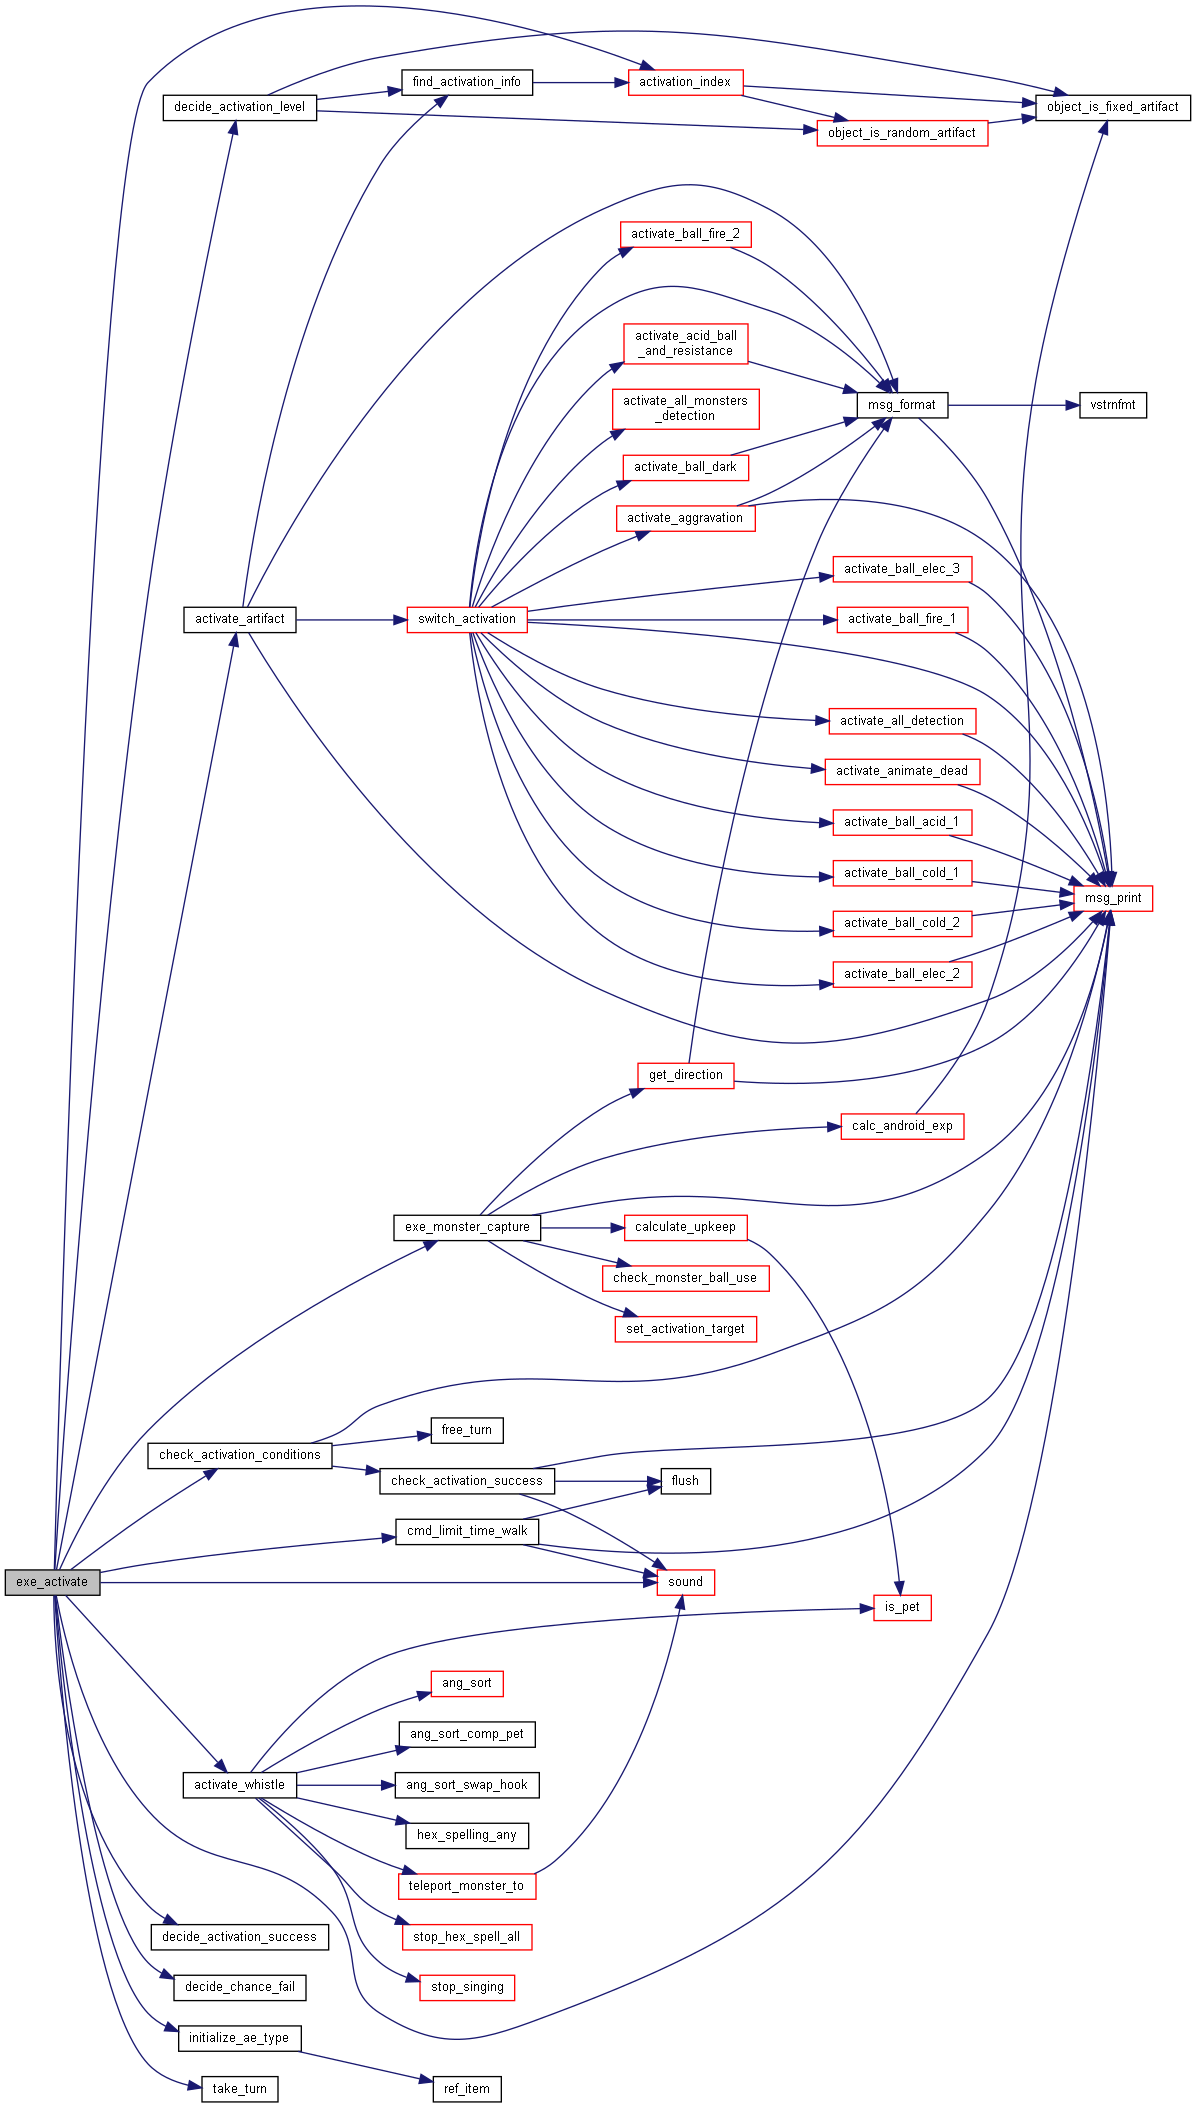 find_activation_info
activation_index
decide_activation_level
object_is_fixed_artifact
object_is_random_artifact
activate_ball_fire_2
activate_acid_ball
_and_resistance
activate_all_monsters
_detection
msg_format
vstrnfmt
activate_ball_dark
activate_aggravation
activate_ball_elec_3
activate_artifact
switch_activation
activate_ball_fire_1
activate_all_detection
activate_animate_dead
activate_ball_acid_1
activate_ball_cold_1
msg_print
activate_ball_cold_2
activate_ball_elec_2
get_direction
calc_android_exp
exe_monster_capture
calculate_upkeep
check_monster_ball_use
set_activation_target
free_turn
check_activation_conditions
check_activation_success
flush
cmd_limit_time_walk
exe_activate
sound
is_pet
ang_sort
ang_sort_comp_pet
activate_whistle
ang_sort_swap_hook
hex_spelling_any
teleport_monster_to
decide_activation_success
stop_hex_spell_all
decide_chance_fail
stop_singing
initialize_ae_type
take_turn
ref_item